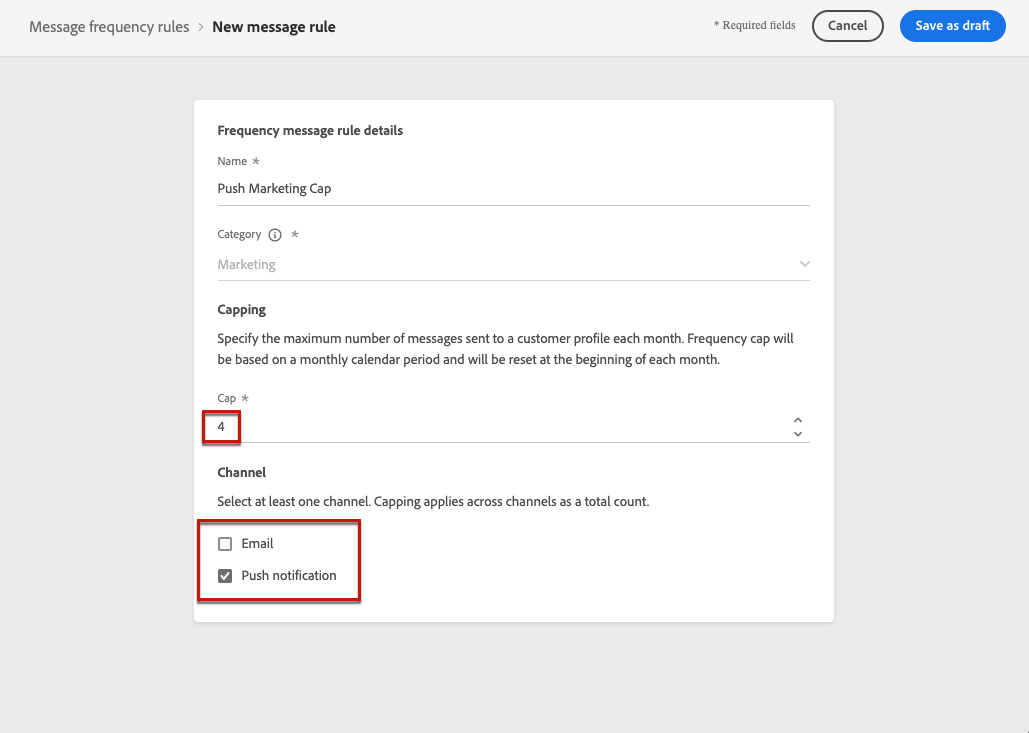 Message frequency rules > New message rule
* Required fields
Cancel
Save as draft
Frequency message rule details
Name *
Push Marketing Cap
Category *
Marketing
Capping
Specify the maximum number of messages sent to a customer profile each month. Frequency cap will
be based on a monthly calendar period and will be reset at the beginning of each month.
Cap *
4
Channel
Select at least one channel. Capping applies across channels as a total count.
Email
Push notification